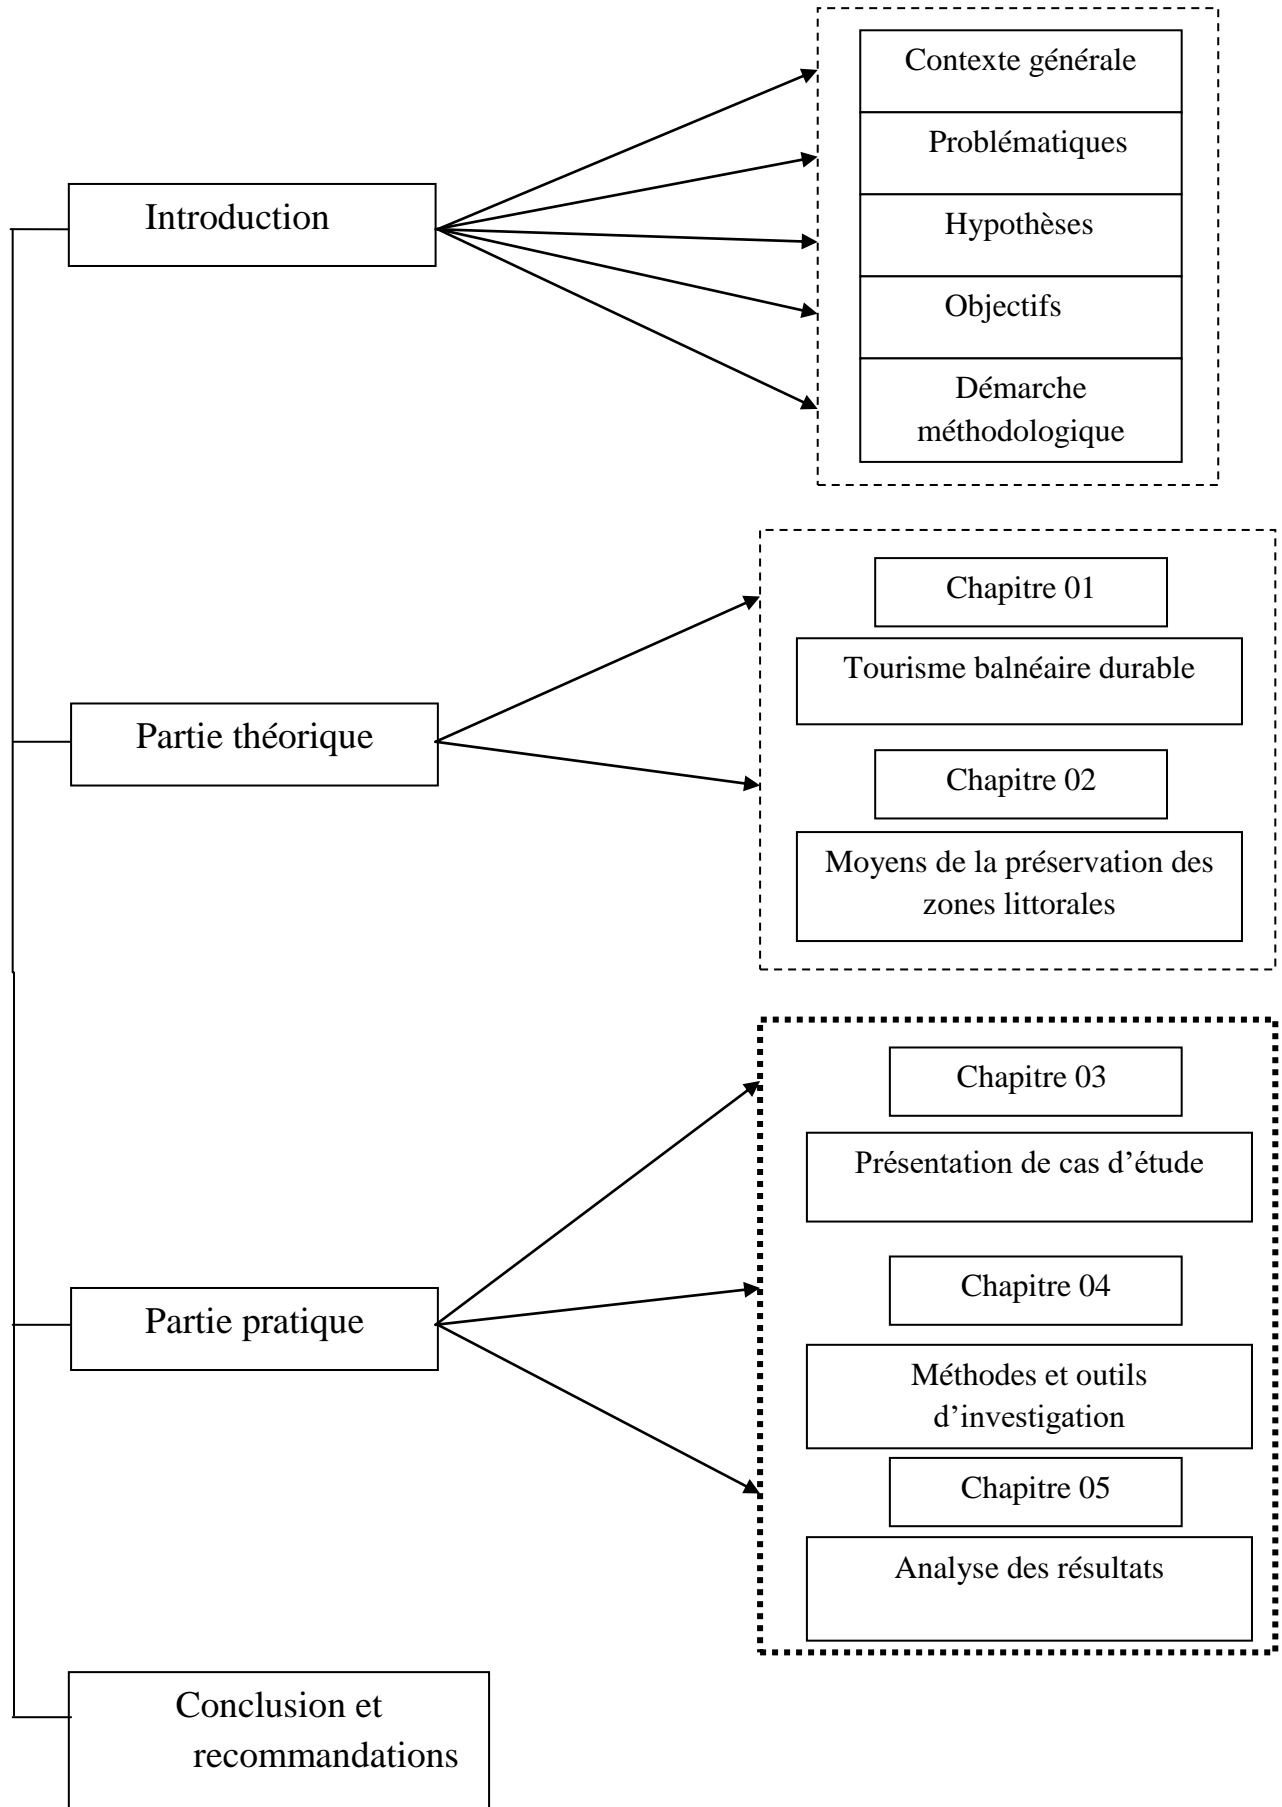 Introduction
Contexte générale
Problématiques
Hypothèses
Objectifs
Démarche
méthodologique
Partie théorique
Chapitre 01
Tourisme balnéaire durable
Chapitre 02
Moyens de la préservation des
zones littorales
Partie pratique
Chapitre 03
Présentation de cas d’étude
Chapitre 04
Méthodes et outils
d’investigation
Chapitre 05
Analyse des résultats
Conclusion et
recommandations